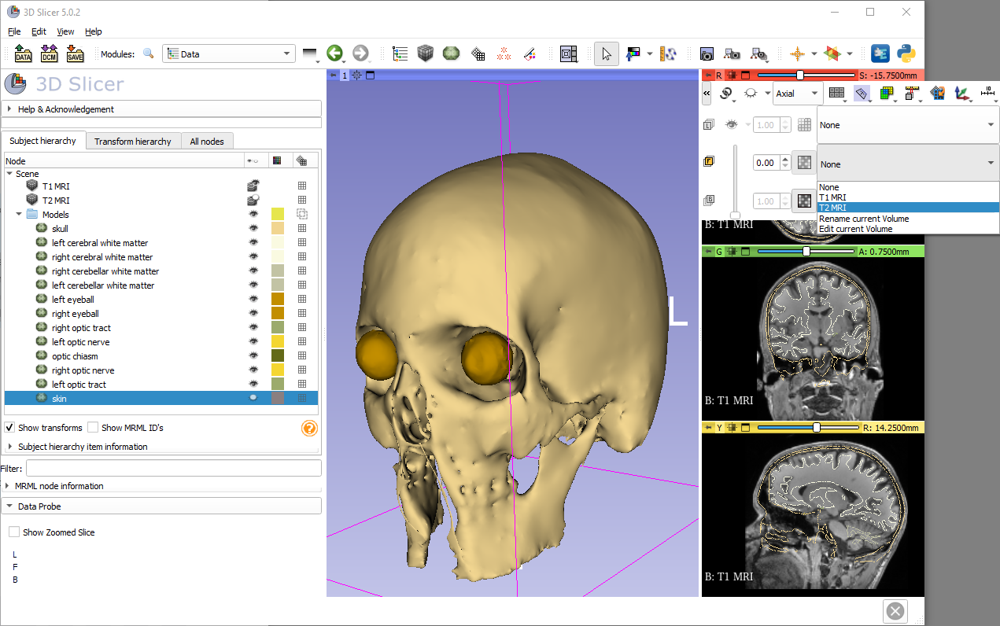 3D Slicer 5.0.2
File Edit View Help
DATA DCM SAVE Modules: Data
3D Slicer
Help & Acknowledgement
Subject hierarchy Transform hierarchy All nodes
Node
Scene
T1 MRI
T2 MRI
Models
skull
left cerebral white matter
right cerebral white matter
right cerebellar white matter
left cerebellar white matter
left eyeball
right eyeball
right optic tract
left optic nerve
optic chiasm
right optic nerve
left optic tract
skin
Show transforms Show MRML ID's
Subject hierarchy item information
Filter:
MRML node information
Data Probe
Show Zoomed Slice
L
F
B
1
L
R S: -15.7500mm
Axial
L 1.00 None
F 0.00 None
B 1.00
None
T1 MRI
T2 MRI
Rename current Volume
Edit current Volume
B: T1 MRI
G A: 0.7500mm
B: T1 MRI
Y R: 14.2500mm
B: T1 MRI